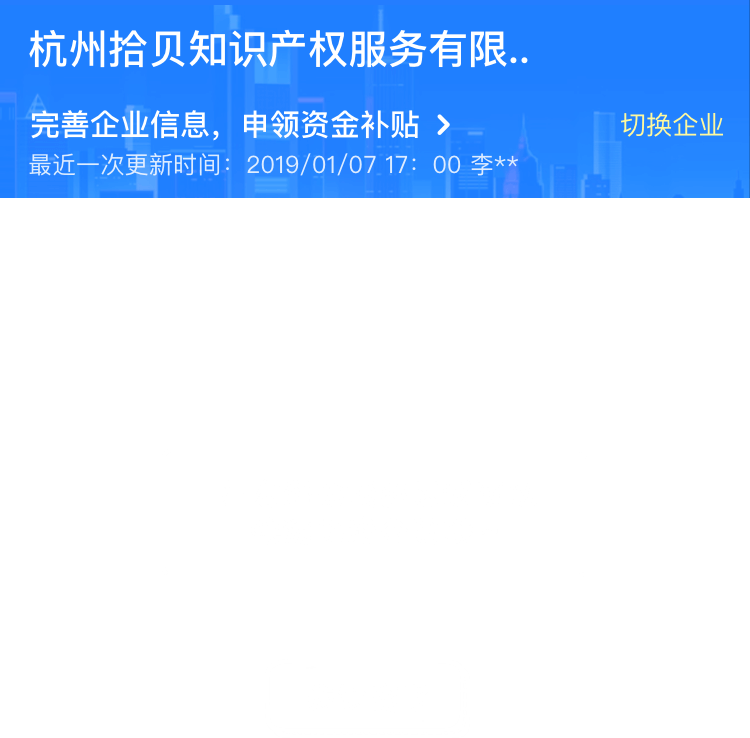 杭州拾贝知识产权服务有限..
完善企业信息，申领资金补贴
切换企业
最近一次更新时间：2019/01/07 17：00 李**